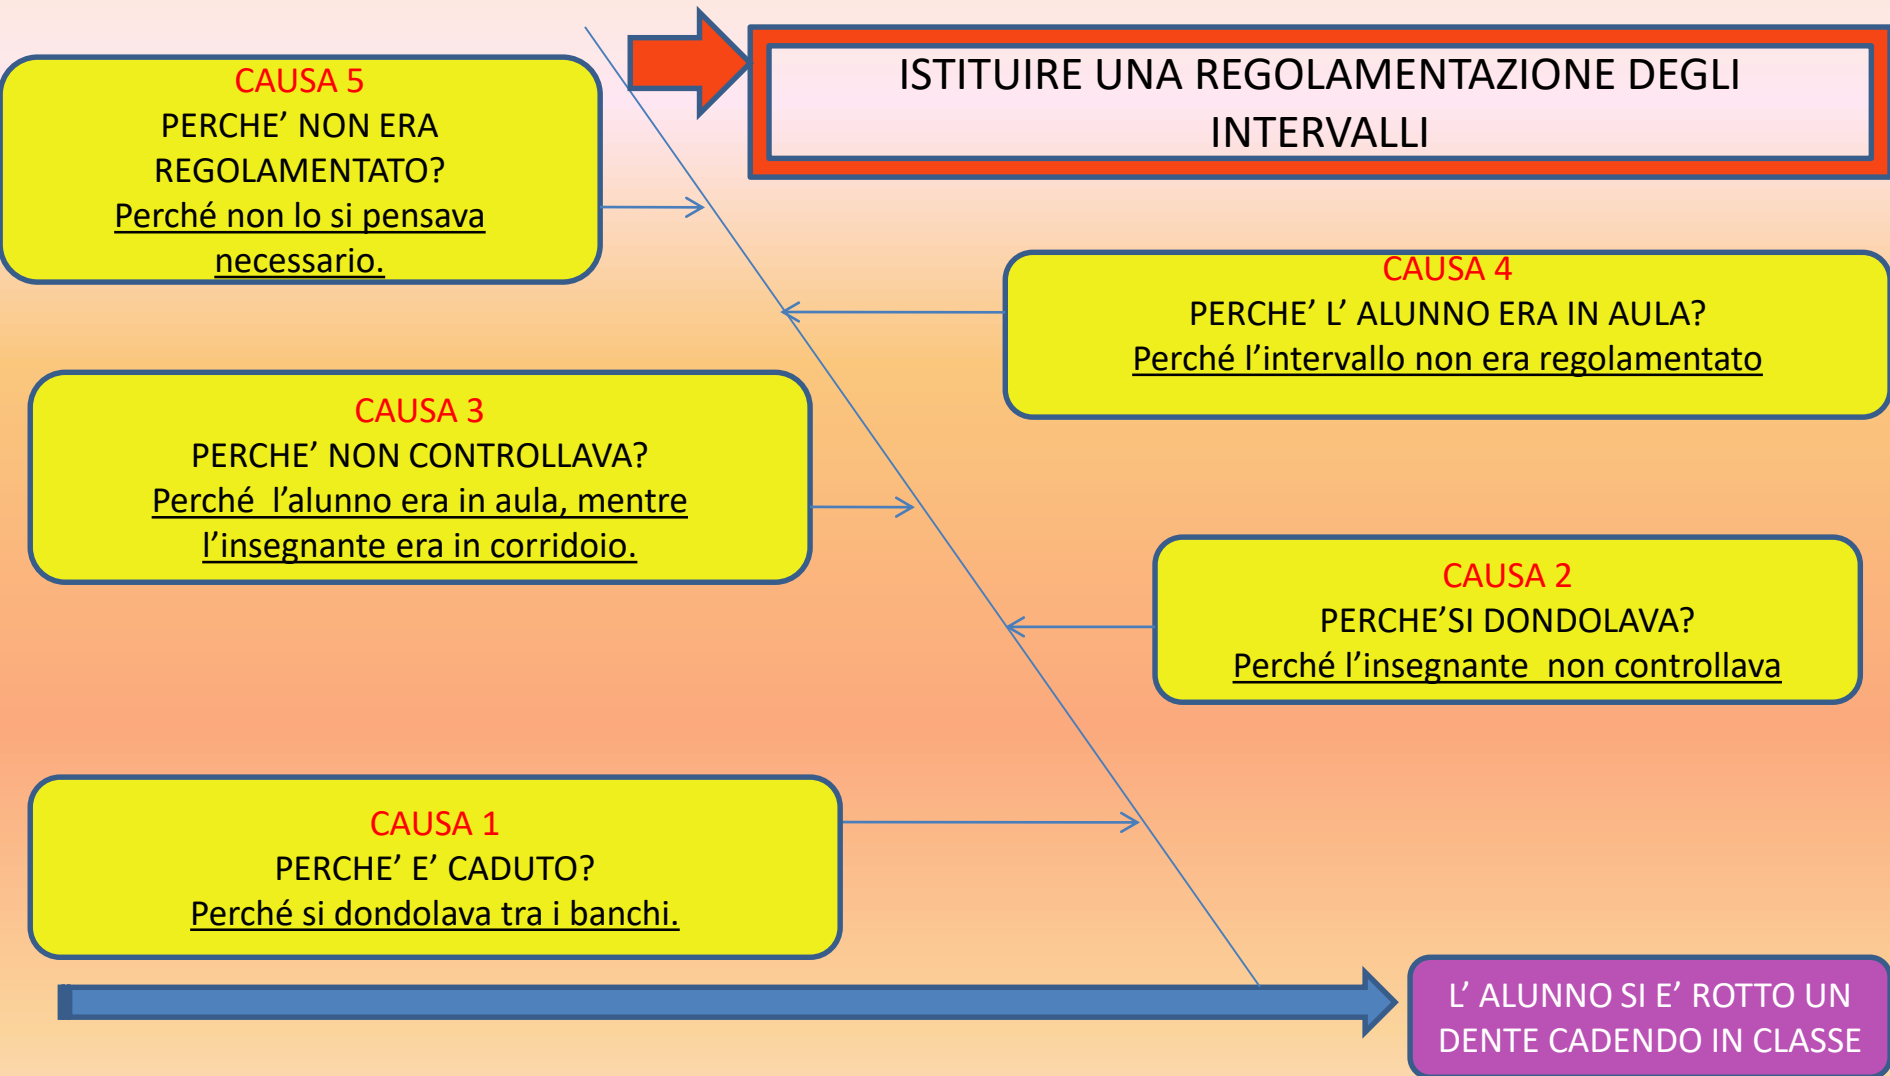 ISTITUIRE UNA REGOLAMENTAZIONE DEGLI
INTERVALLI
CAUSA 5
PERCHE’ NON ERA
REGOLAMENTATO?
Perché non lo si pensava
necessario.
CAUSA 4
PERCHE’ L’ ALUNNO ERA IN AULA?
Perché l’intervallo non era regolamentato
CAUSA 3
PERCHE’ NON CONTROLLAVA?
Perché  l’alunno era in aula, mentre
l’insegnante era in corridoio.
CAUSA 2
PERCHE’SI DONDOLAVA?
Perché l’insegnante  non controllava
CAUSA 1
PERCHE’ E’ CADUTO?
Perché si dondolava tra i banchi.
L’ ALUNNO SI E’ ROTTO UN
DENTE CADENDO IN CLASSE